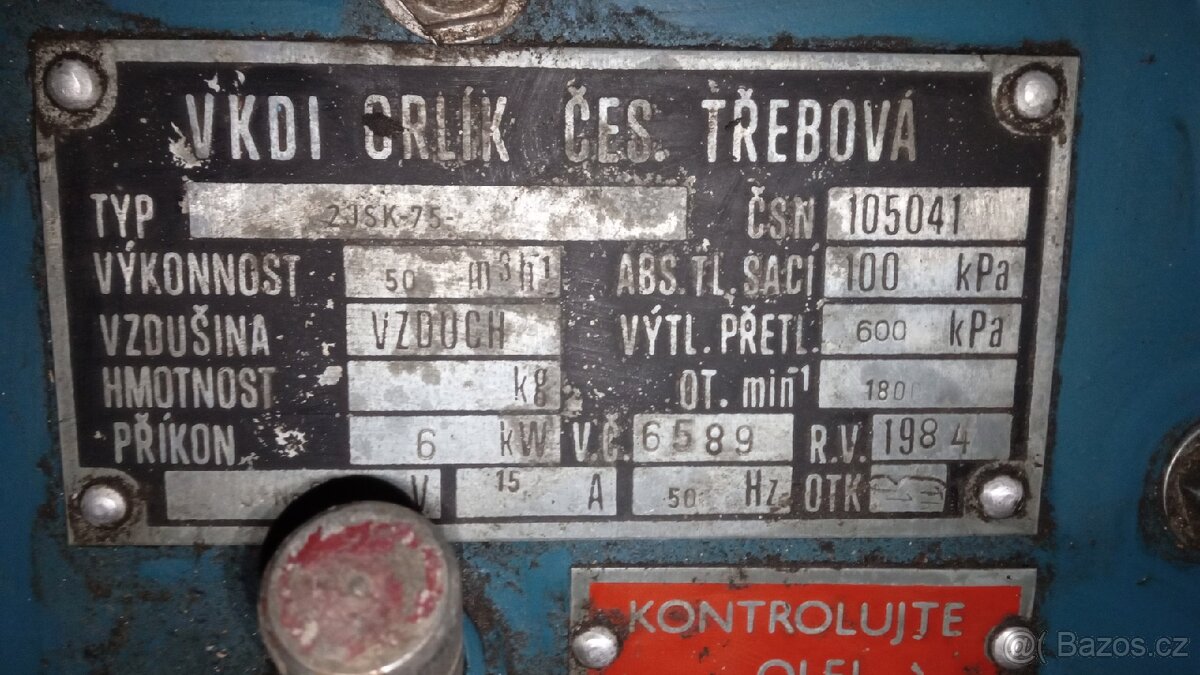 VKDI ORLÍK ČES. TŘEBOVÁ
TYP 2JSK-75- ČSN 105041
VÝKONNOST 50 m³h⁻¹ ABS. TL. SACÍ 100 kPa
VZDUŠINA VZDUCH VÝTL. PŘETL. 600 kPa
HMOTNOST kg OT. min⁻¹ 1800
PŘÍKON 6 kW V.Č. 6589 R.V. 1984
V 15 A 50 Hz OTK
KONTROLUJTE
OLEJ
@( Bazos.cz